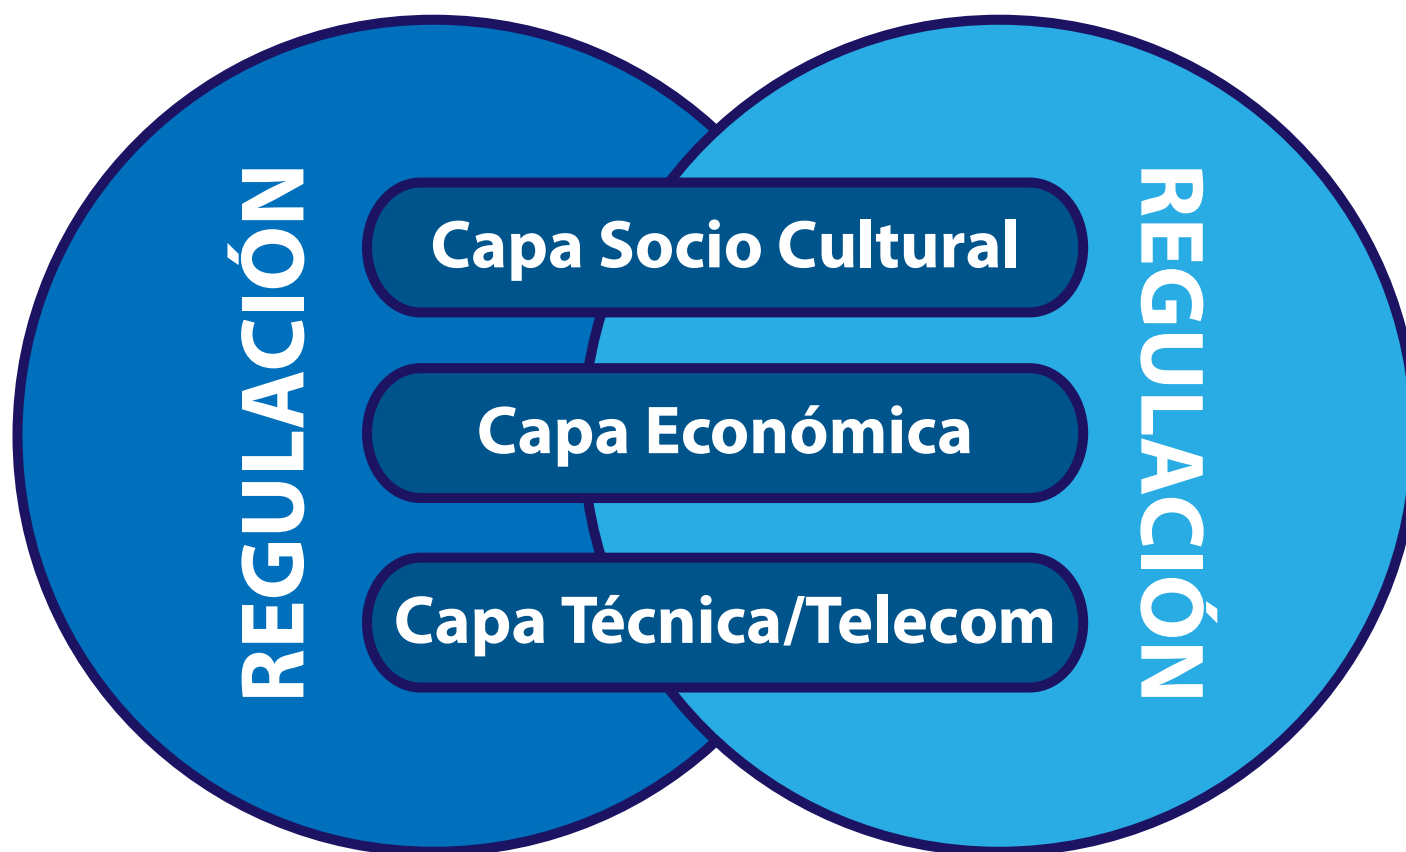 REGULACIÓN
Capa Socio Cultural
Capa Económica
Capa Técnica/Telecom
REGULACIÓN